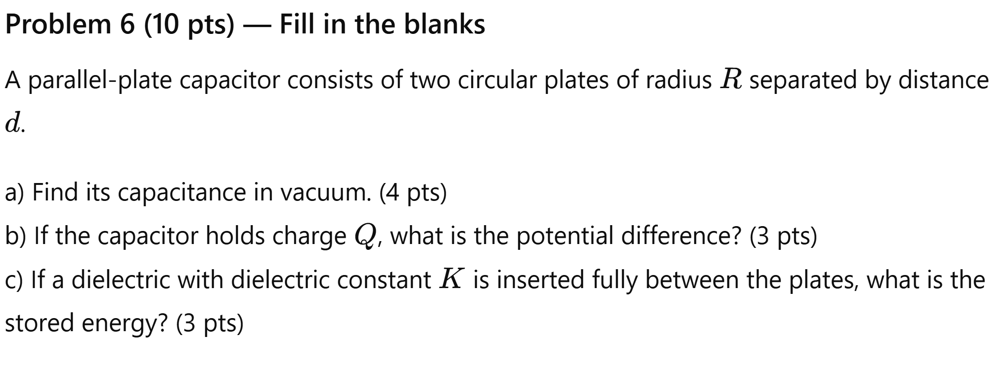 Problem 6 (10 pts) — Fill in the blanks
A parallel-plate capacitor consists of two circular plates of radius R separated by distance
d.
a) Find its capacitance in vacuum. (4 pts)
b) If the capacitor holds charge Q, what is the potential difference? (3 pts)
c) If a dielectric with dielectric constant K is inserted fully between the plates, what is the
stored energy? (3 pts)